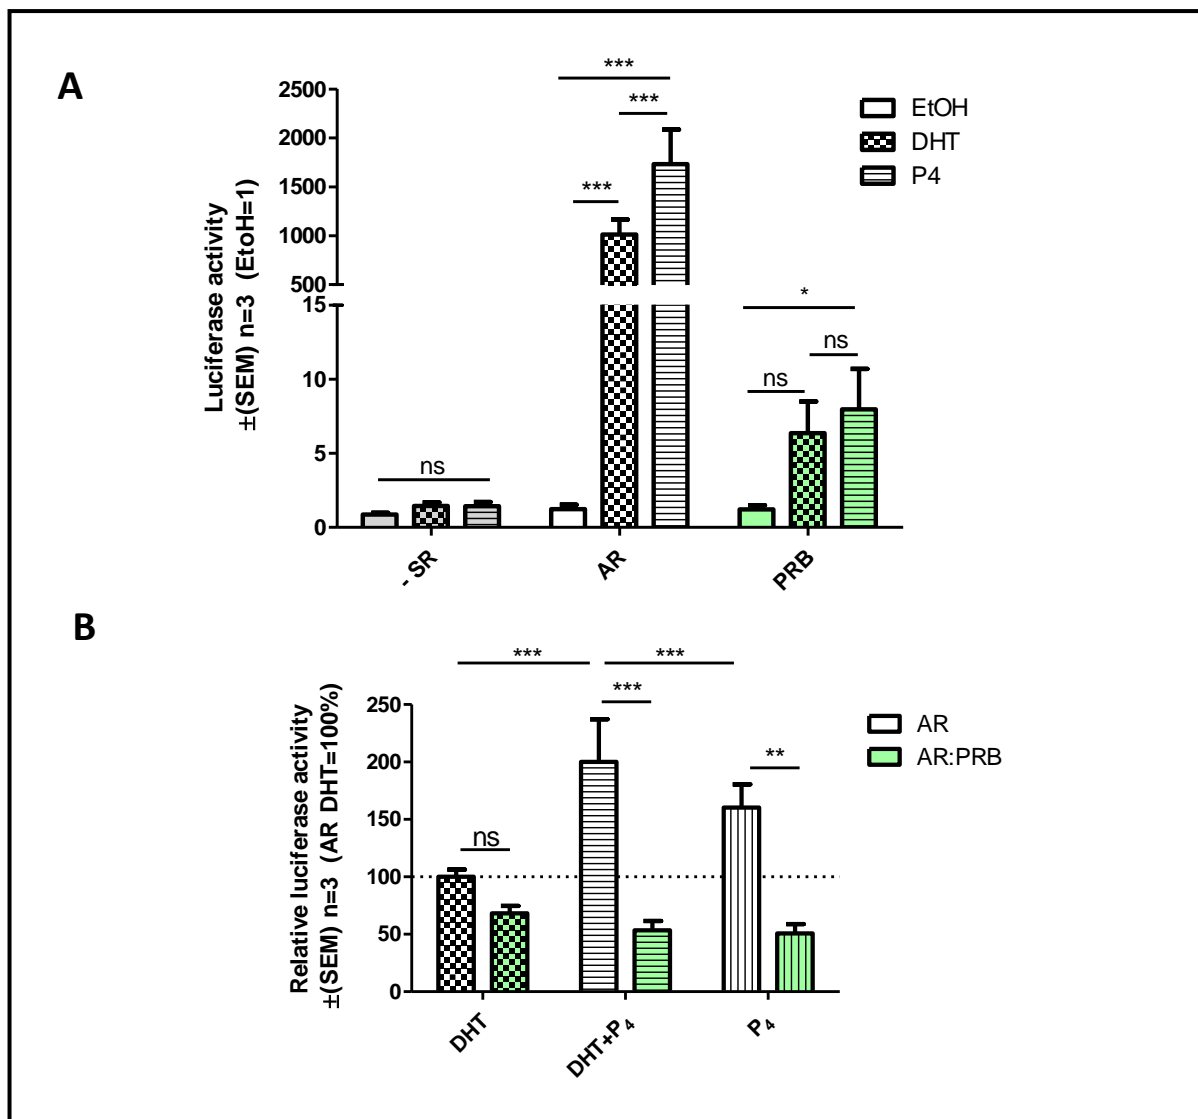 A
Luciferase activity
±(SEM) n=3 (EtoH=1)
2500
2000
1500
1000
500
15
10
5
0
***
***
***
ns
*
ns
ns
EtOH
DHT
P4
- SR
AR
PRB
B
Relative luciferase activity
±(SEM) n=3 (AR DHT=100%)
250
200
150
100
50
0
***
***
***
**
ns
AR
AR:PRB
DHT
DHT+P₄
P₄